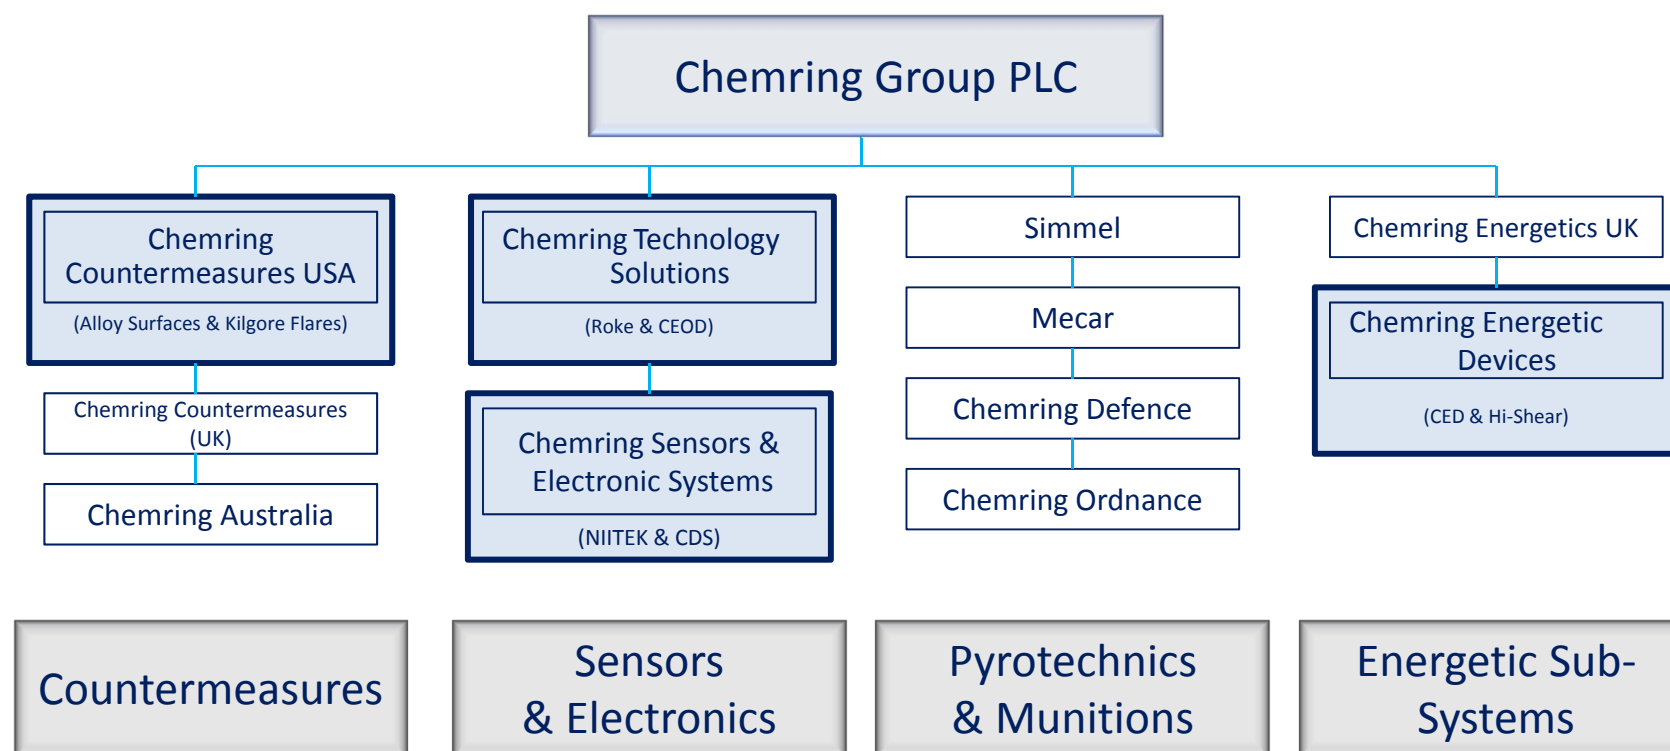 Chemring Group PLC
Chemring
Countermeasures USA
(Alloy Surfaces & Kilgore Flares)
Chemring Countermeasures
(UK)
Chemring Australia
Chemring Technology
Solutions
(Roke & CEOD)
Chemring Sensors &
Electronic Systems
(NIITEK & CDS)
Simmel
Mecar
Chemring Defence
Chemring Ordnance
Chemring Energetics UK
Chemring Energetic
Devices
(CED & Hi-Shear)
Countermeasures
Sensors
& Electronics
Pyrotechnics
& Munitions
Energetic Sub-
Systems